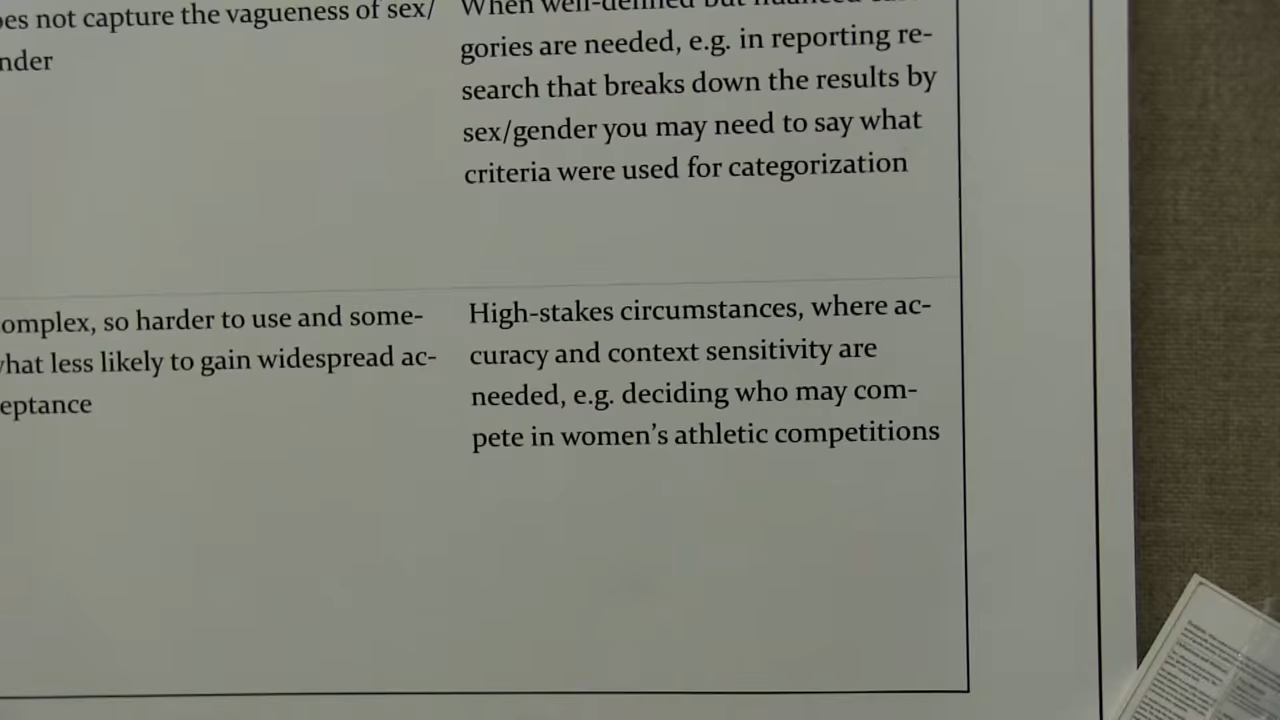 es not capture the vagueness of sex/
nder
When
gories are needed, e.g. in reporting re-
search that breaks down the results by
sex/gender you may need to say what
criteria were used for categorization
omplex, so harder to use and some-
hat less likely to gain widespread ac-
eptance
High-stakes circumstances, where ac-
curacy and context sensitivity are
needed, e.g. deciding who may com-
pete in women's athletic competitions